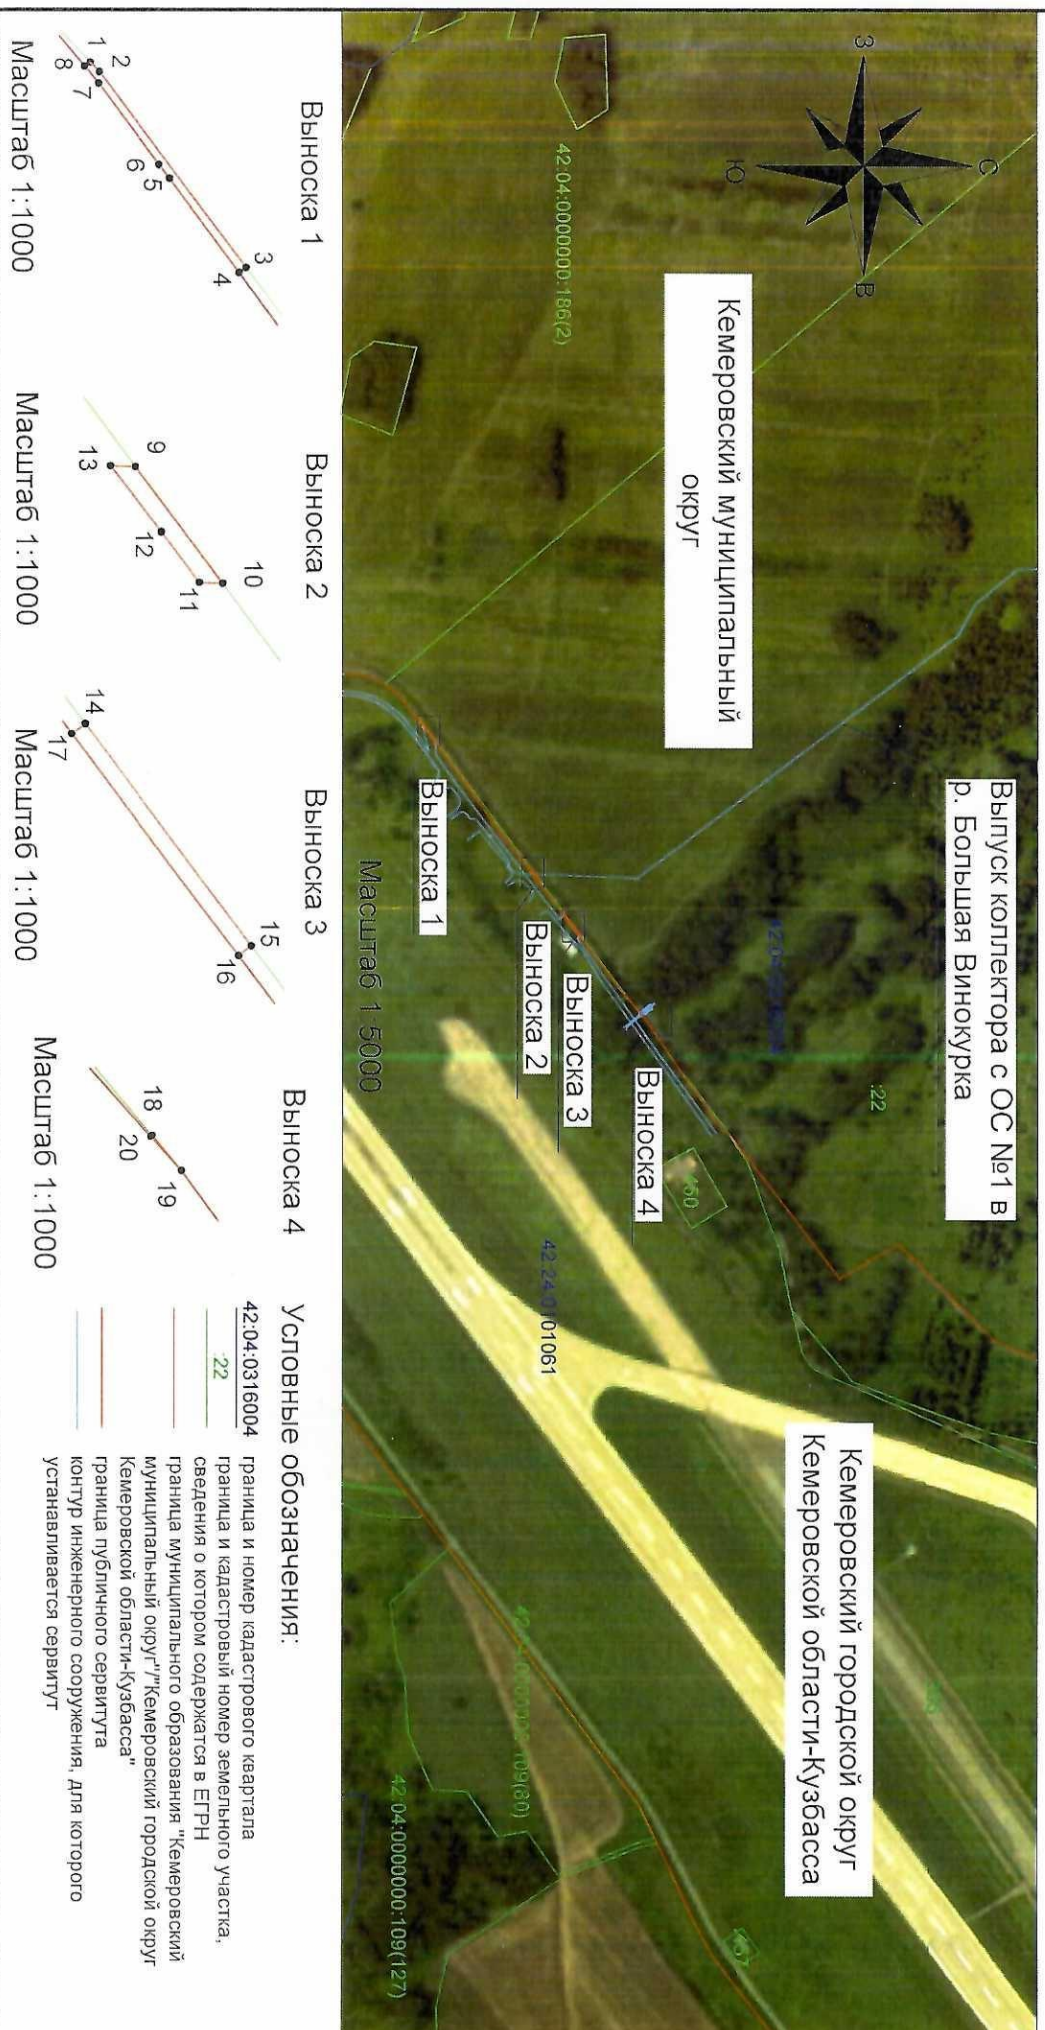 С
З
В
Ю
Кемеровский муниципальный
округ
Выпуск коллектора с ОС №1 в
р. Большая Винокурка
Кемеровский городской округ
Кемеровской области-Кузбасса
42:04:0000000:186(2)
:22
:450
42:24:0101061
42:04:0000000:109(80)
42:04:0000000:109(127)
Выноска 1
Выноска 2
Выноска 3
Выноска 4
Масштаб 1:5000
Выноска 1
1
2
3
4
5
6
7
8
Масштаб 1:1000
Выноска 2
9
10
11
12
13
Масштаб 1:1000
Выноска 3
14
15
16
17
Масштаб 1:1000
Выноска 4
18
19
20
Масштаб 1:1000
Условные обозначения:
42:04:0316004 граница и номер кадастрового квартала
:22 граница и кадастровый номер земельного участка,
сведения о котором содержатся в ЕГРН
граница муниципального образования "Кемеровский
муниципальный округ"/"Кемеровский городской округ
Кемеровской области-Кузбасса"
граница публичного сервитута
контур инженерного сооружения, для которого
устанавливается сервитут